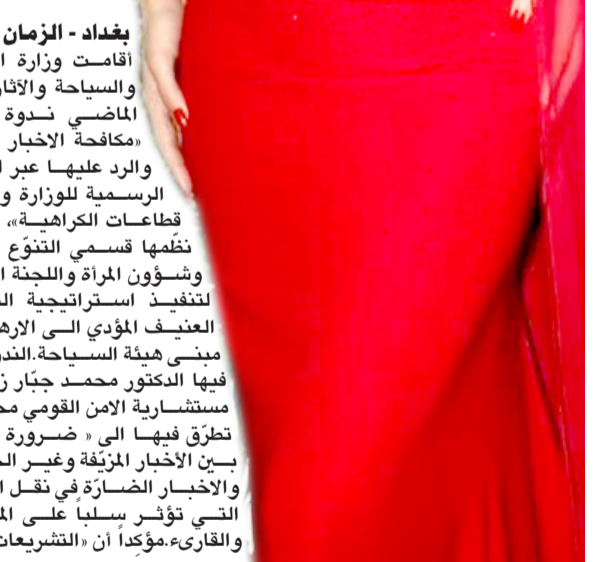 بغداد - الزمان
أقامت وزارة
والسياحة والآثار
الماضي ندوة
«مكافحة الاخبار
والرد عليها عبر
الرسمية للوزارة
قطاعات الكراهية»،
نظّمها قسمي التنوّع
وشؤون المرأة واللجنة
لتنفيذ استراتيجية
العنيف المؤدي الى
مبنى هيئة السياحة.
فيها الدكتور محمد جبّار
مستشارية الامن القومي
تطرّق فيها الى « ضرورة
بين الأخبار المزيّفة وغير
والاخبار الضارّة في نقل
التي تؤثر سلباً على
والقارىء.مؤكداً أن «التشريعات